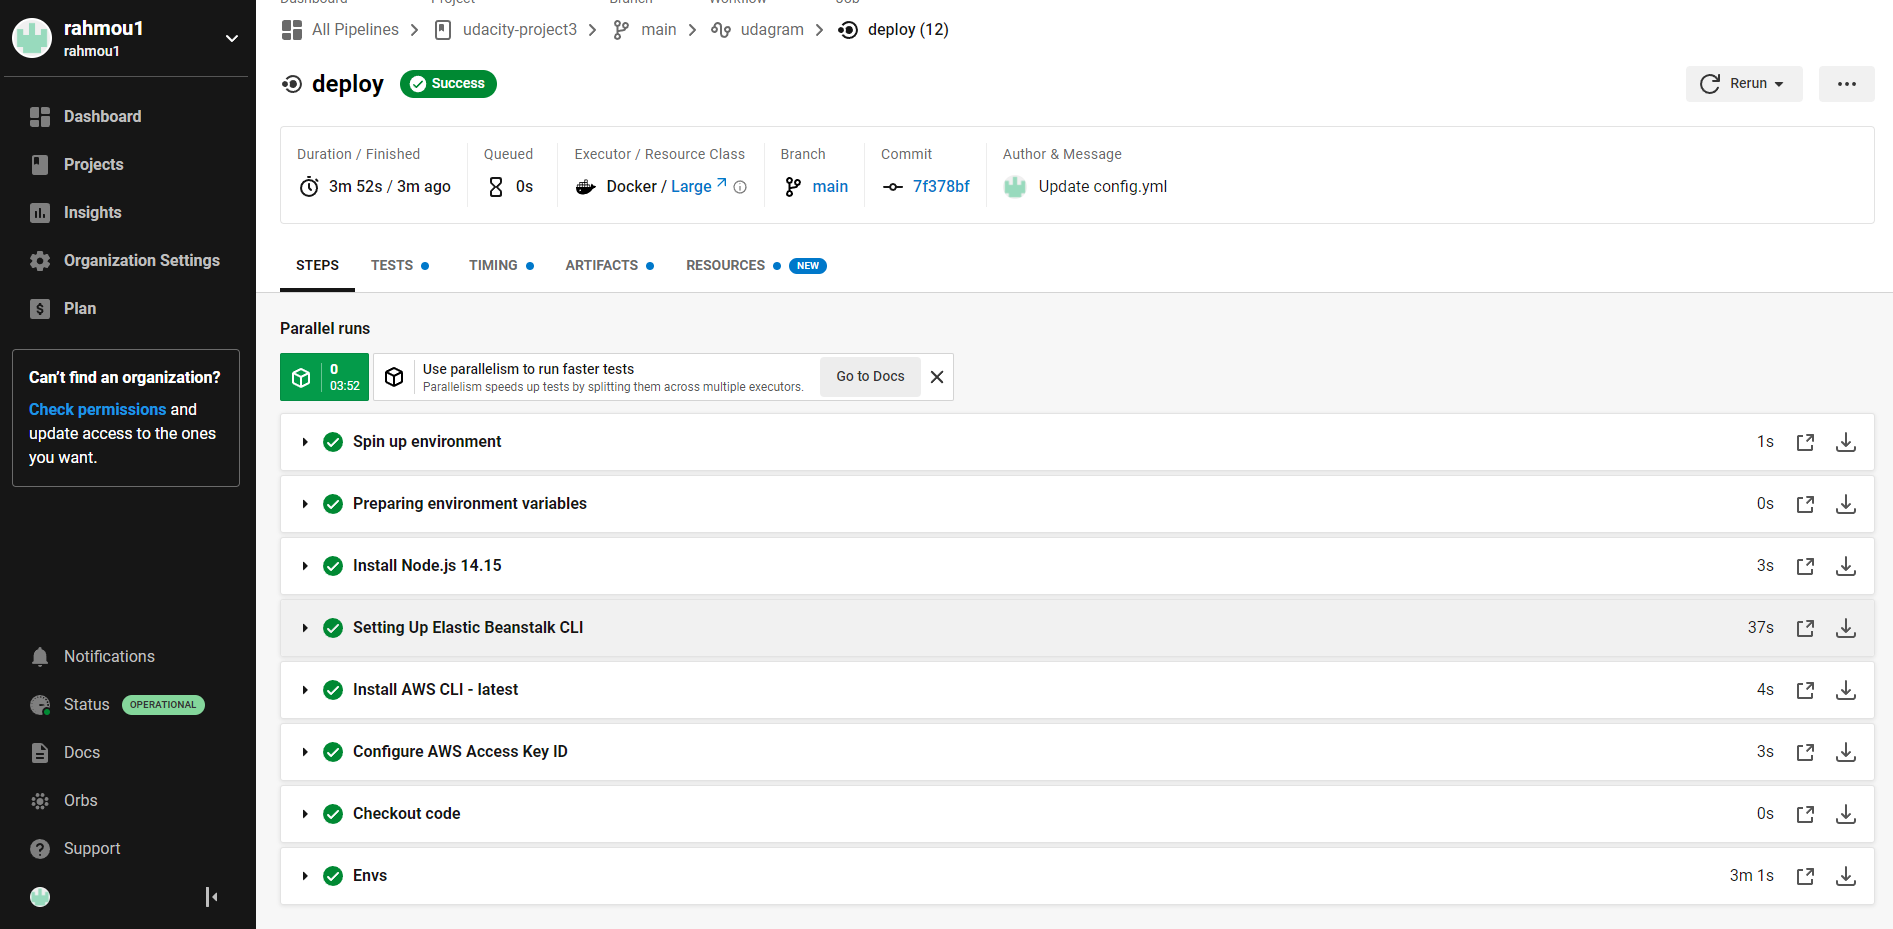 rahmou1
rahmou1
Dashboard
Projects
Insights
Organization Settings
Plan
Can't find an organization?
Check permissions and
update access to the ones
you want.
Notifications
Status OPERATIONAL
Docs
Orbs
Support
Dashboard Project Branch Workflow Job
All Pipelines udacity-project3 main udagram deploy (12)
deploy Success Rerun
Duration / Finished Queued Executor / Resource Class Branch Commit Author & Message
3m 52s / 3m ago 0s Docker / Large main 7f378bf Update config.yml
STEPS TESTS TIMING ARTIFACTS RESOURCES NEW
Parallel runs
0
03:52
Use parallelism to run faster tests
Parallelism speeds up tests by splitting them across multiple executors.
Go to Docs
Spin up environment 1s
Preparing environment variables 0s
Install Node.js 14.15 3s
Setting Up Elastic Beanstalk CLI 37s
Install AWS CLI - latest 4s
Configure AWS Access Key ID 3s
Checkout code 0s
Envs 3m 1s